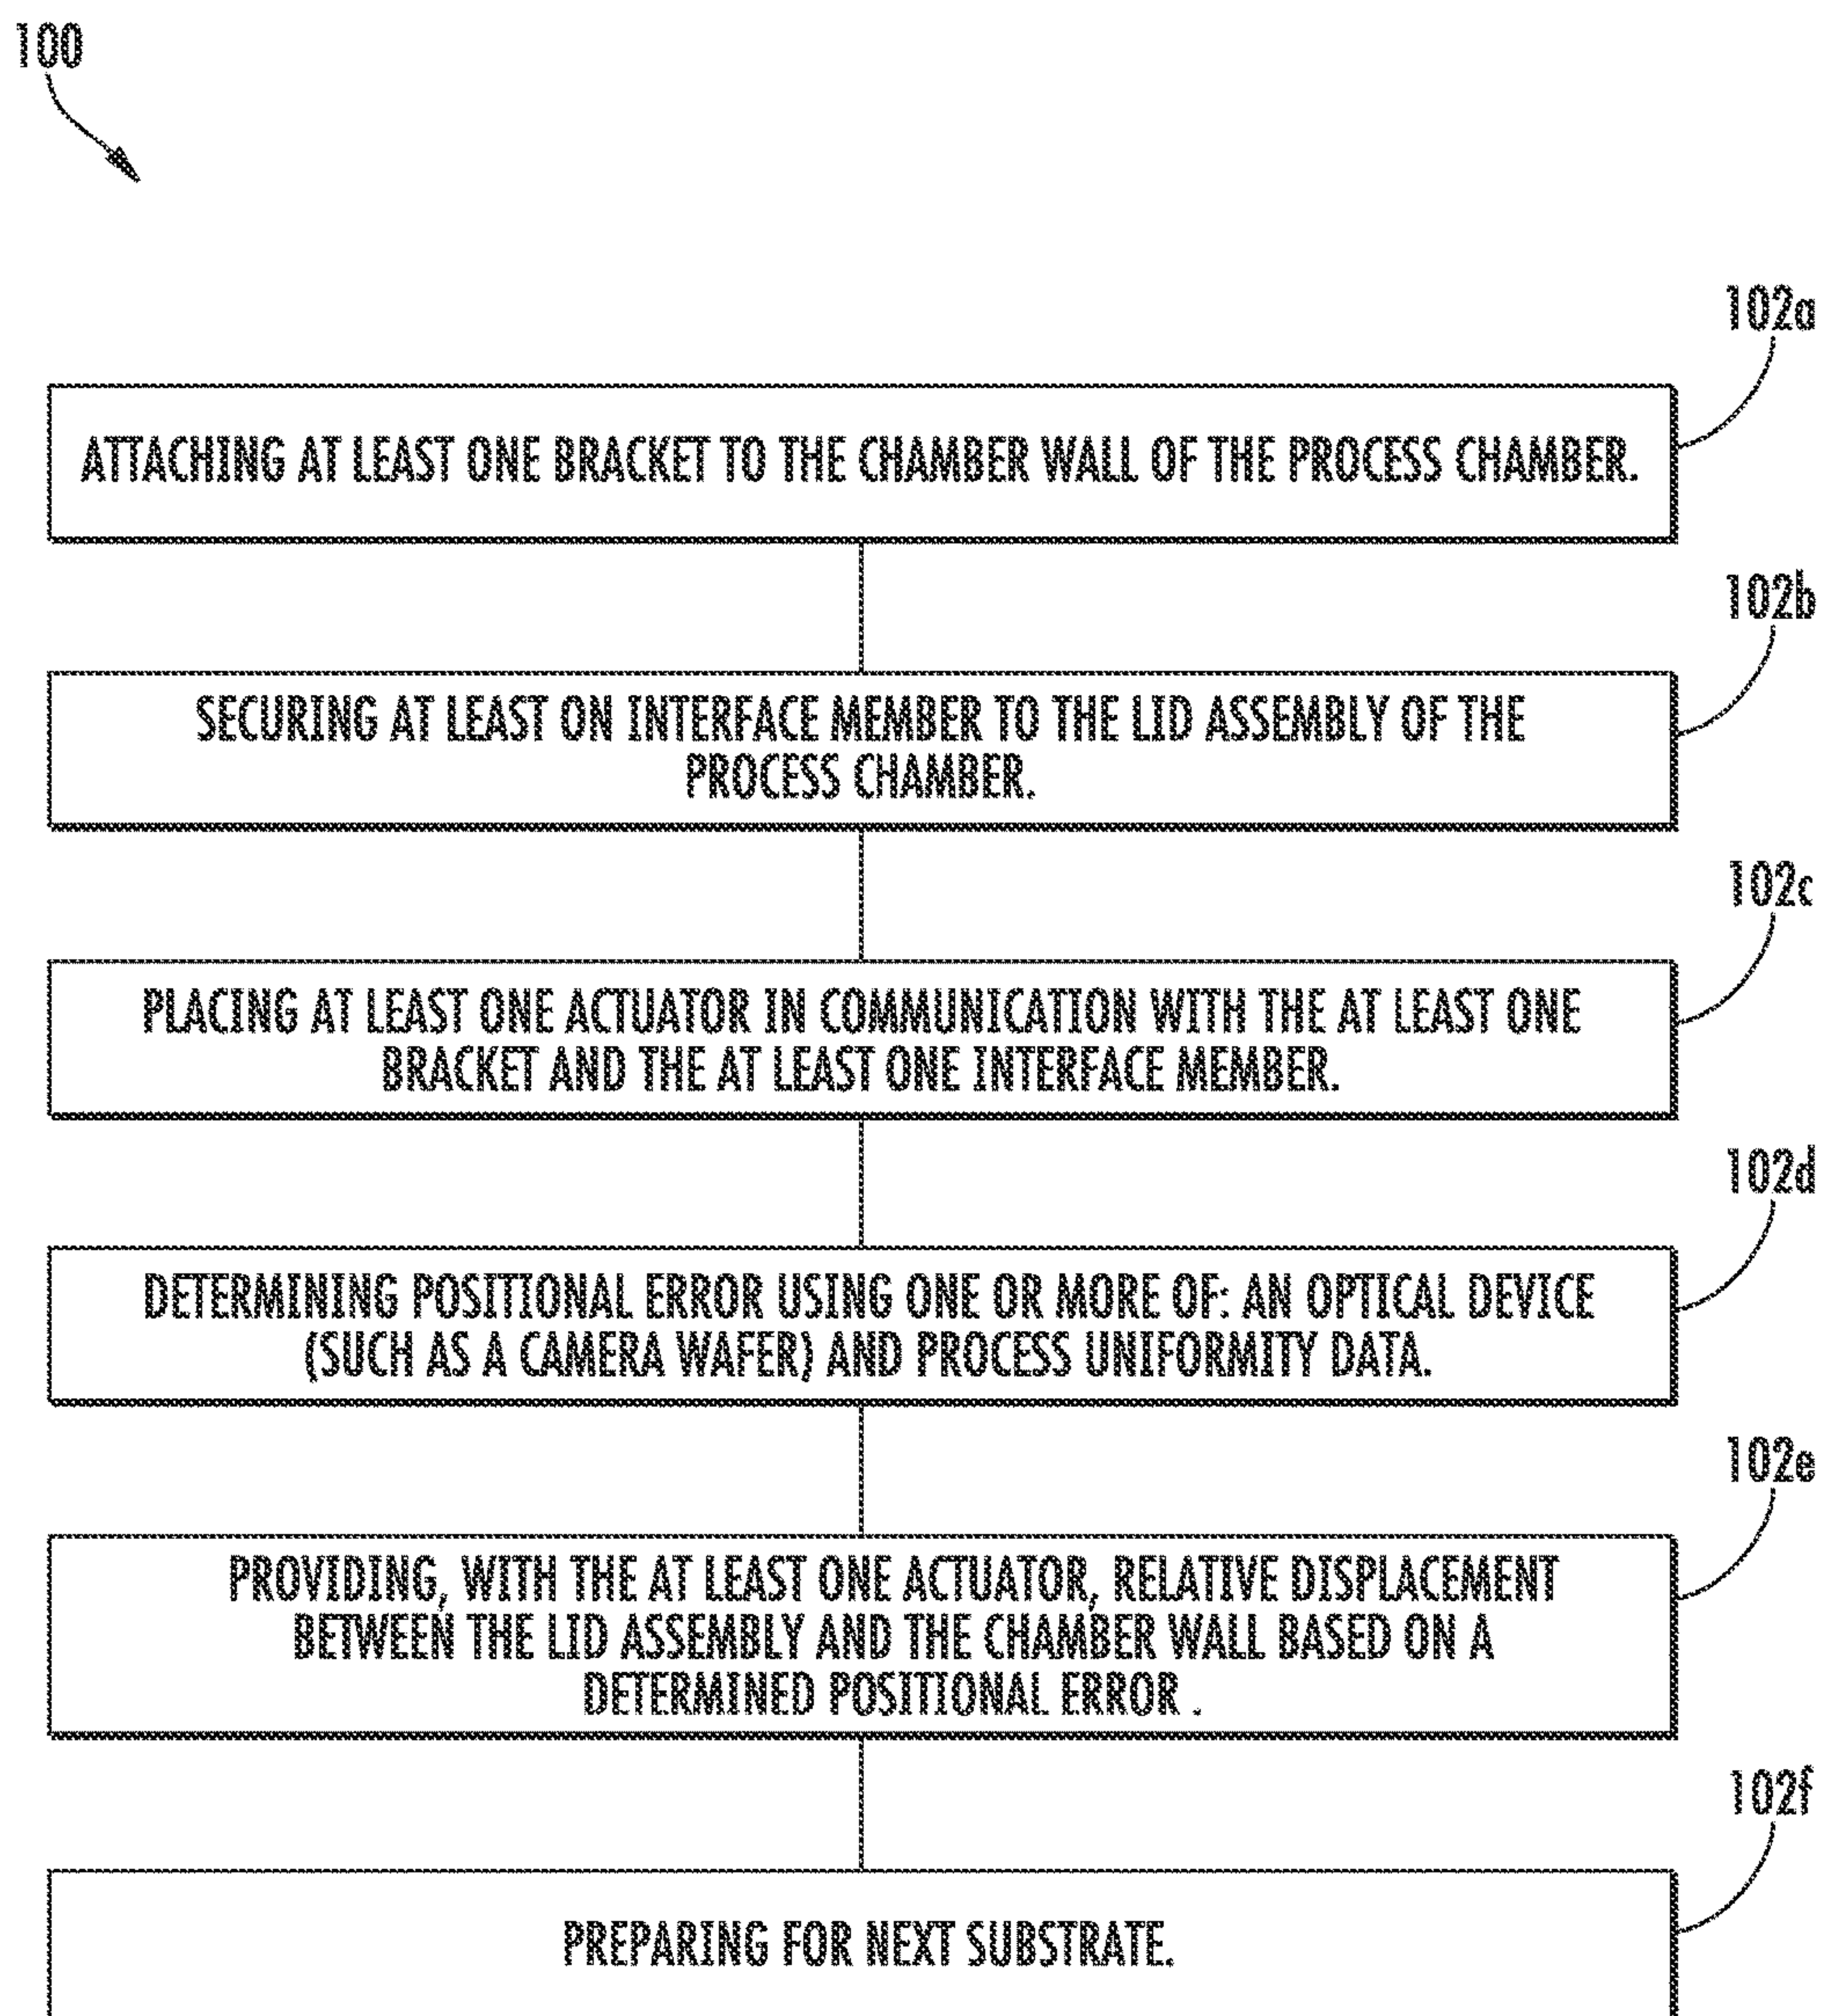 100
102a
ATTACHING AT LEAST ONE BRACKET TO THE CHAMBER WALL OF THE PROCESS CHAMBER.
102b
SECURING AT LEAST ON INTERFACE MEMBER TO THE LID ASSEMBLY OF THE
PROCESS CHAMBER.
102c
PLACING AT LEAST ONE ACTUATOR IN COMMUNICATION WITH THE AT LEAST ONE
BRACKET AND THE AT LEAST ONE INTERFACE MEMBER.
102d
DETERMINING POSITIONAL ERROR USING ONE OR MORE OF: AN OPTICAL DEVICE
(SUCH AS A CAMERA WAFER) AND PROCESS UNIFORMITY DATA.
102e
PROVIDING, WITH THE AT LEAST ONE ACTUATOR, RELATIVE DISPLACEMENT
BETWEEN THE LID ASSEMBLY AND THE CHAMBER WALL BASED ON A
DETERMINED POSITIONAL ERROR .
102f
PREPARING FOR NEXT SUBSTRATE.